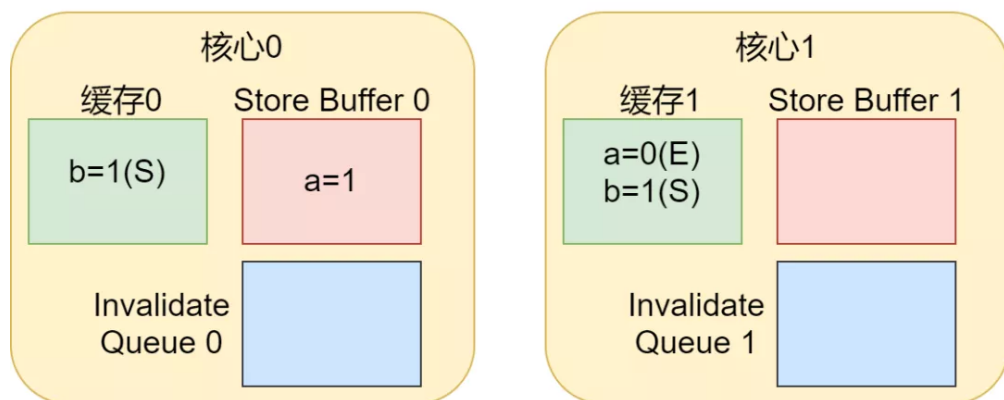 核心0
缓存0
Store Buffer 0
b=1(S)
a=1
Invalidate
Queue 0
核心1
缓存1
Store Buffer 1
a=0(E)
b=1(S)
Invalidate
Queue 1